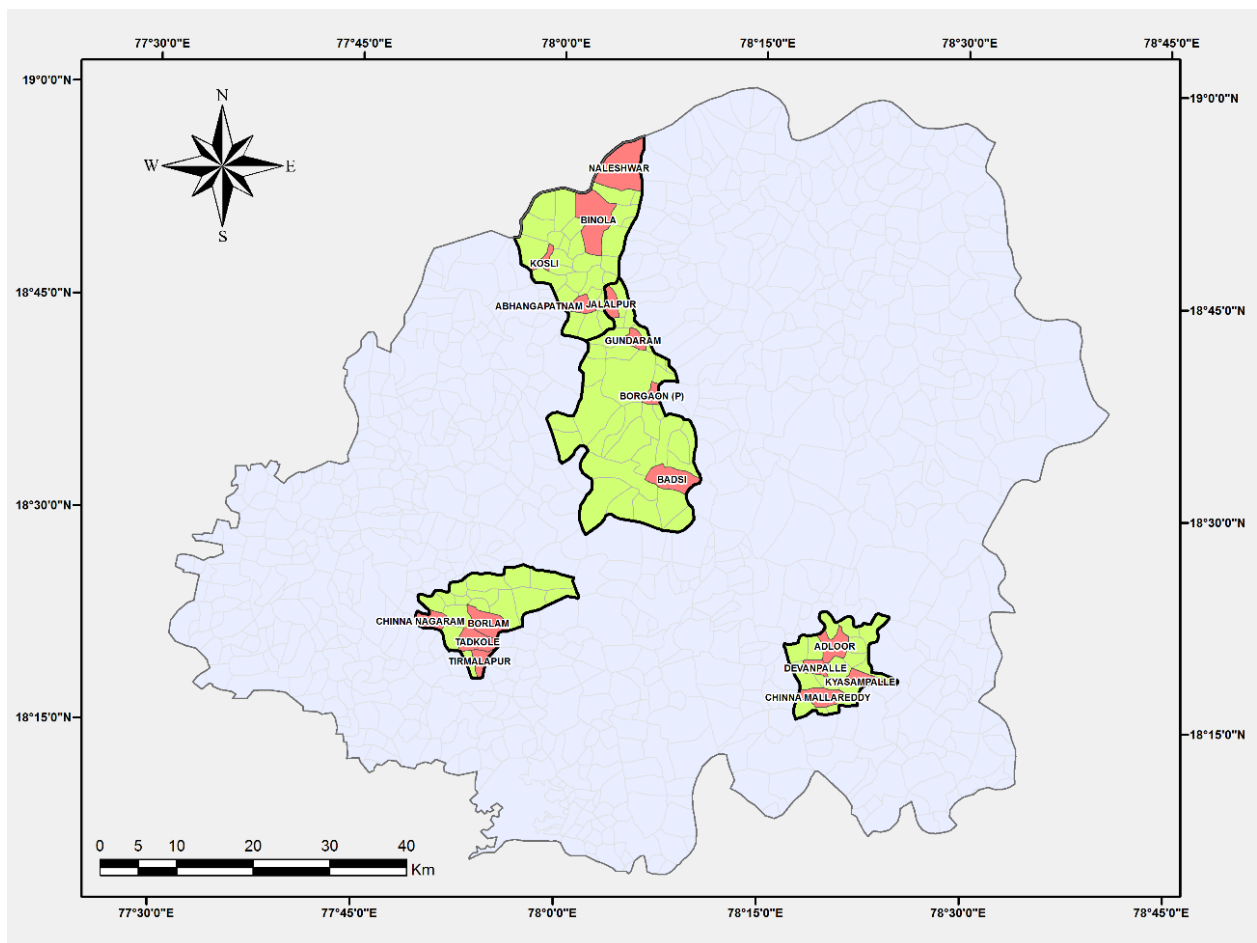 77°30'0"E 77°45'0"E 78°0'0"E 78°15'0"E 78°30'0"E 78°45'0"E
19°0'0"N 19°0'0"N
N
W E
S
NALESHWAR
BINOLA
KOSLI
ABHANGAPATNAM JALALPUR
18°45'0"N 18°45'0"N
GUNDARAM
BORGAON (P)
BADSI
18°30'0"N 18°30'0"N
CHINNA NAGARAM BORLAM
TADKOLE
TIRMALAPUR
ADLOOR
DEVANPALLE
KYASAMPALLE
CHINNA MALLAREDDY
18°15'0"N 18°15'0"N
0 5 10 20 30 40
Km
77°30'0"E 77°45'0"E 78°0'0"E 78°15'0"E 78°30'0"E 78°45'0"E